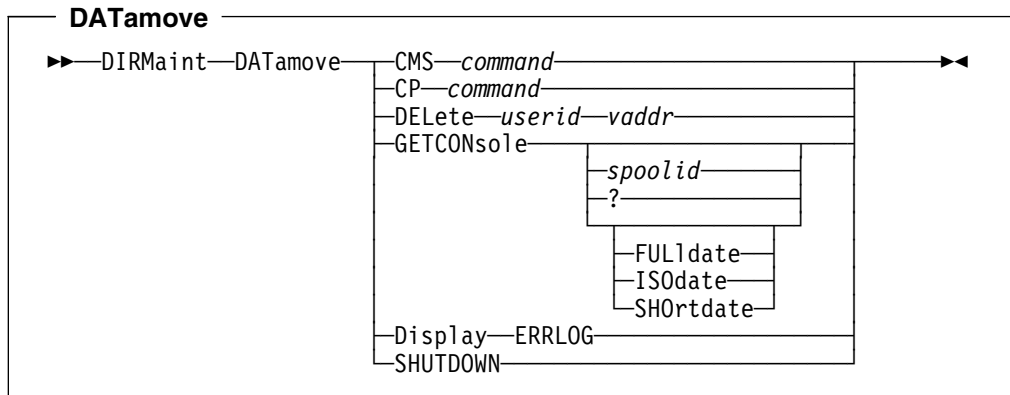 DATamove
DIRMaint DATamove CMS command
CP command
DELete userid vaddr
GETCONsole
spoolid
?
FULldate
ISOdate
SHOrtdate
Display ERRLOG
SHUTDOWN